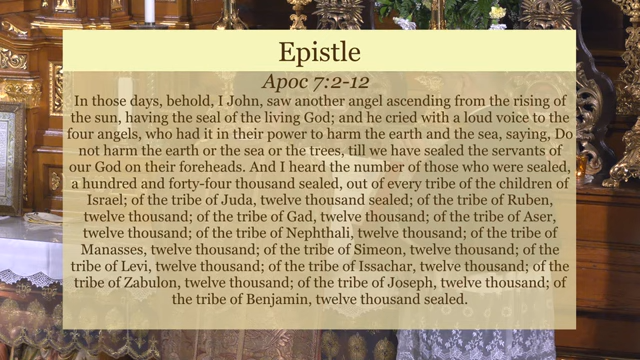 Epistle
Apoc 7:2-12
In those days, behold, I John, saw another angel ascending from the rising of
the sun, having the seal of the living God; and he cried with a loud voice to the
four angels, who had it in their power to harm the earth and the sea, saying, Do
not harm the earth or the sea or the trees, till we have sealed the servants of
our God on their foreheads. And I heard the number of those who were sealed,
a hundred and forty-four thousand sealed, out of every tribe of the children of
Israel; of the tribe of Juda, twelve thousand sealed; of the tribe of Ruben,
twelve thousand; of the tribe of Gad, twelve thousand; of the tribe of Aser,
twelve thousand; of the tribe of Nephthali, twelve thousand; of the tribe of
Manasses, twelve thousand; of the tribe of Simeon, twelve thousand; of the
tribe of Levi, twelve thousand; of the tribe of Issachar, twelve thousand; of the
tribe of Zabulon, twelve thousand; of the tribe of Joseph, twelve thousand; of
the tribe of Benjamin, twelve thousand sealed.